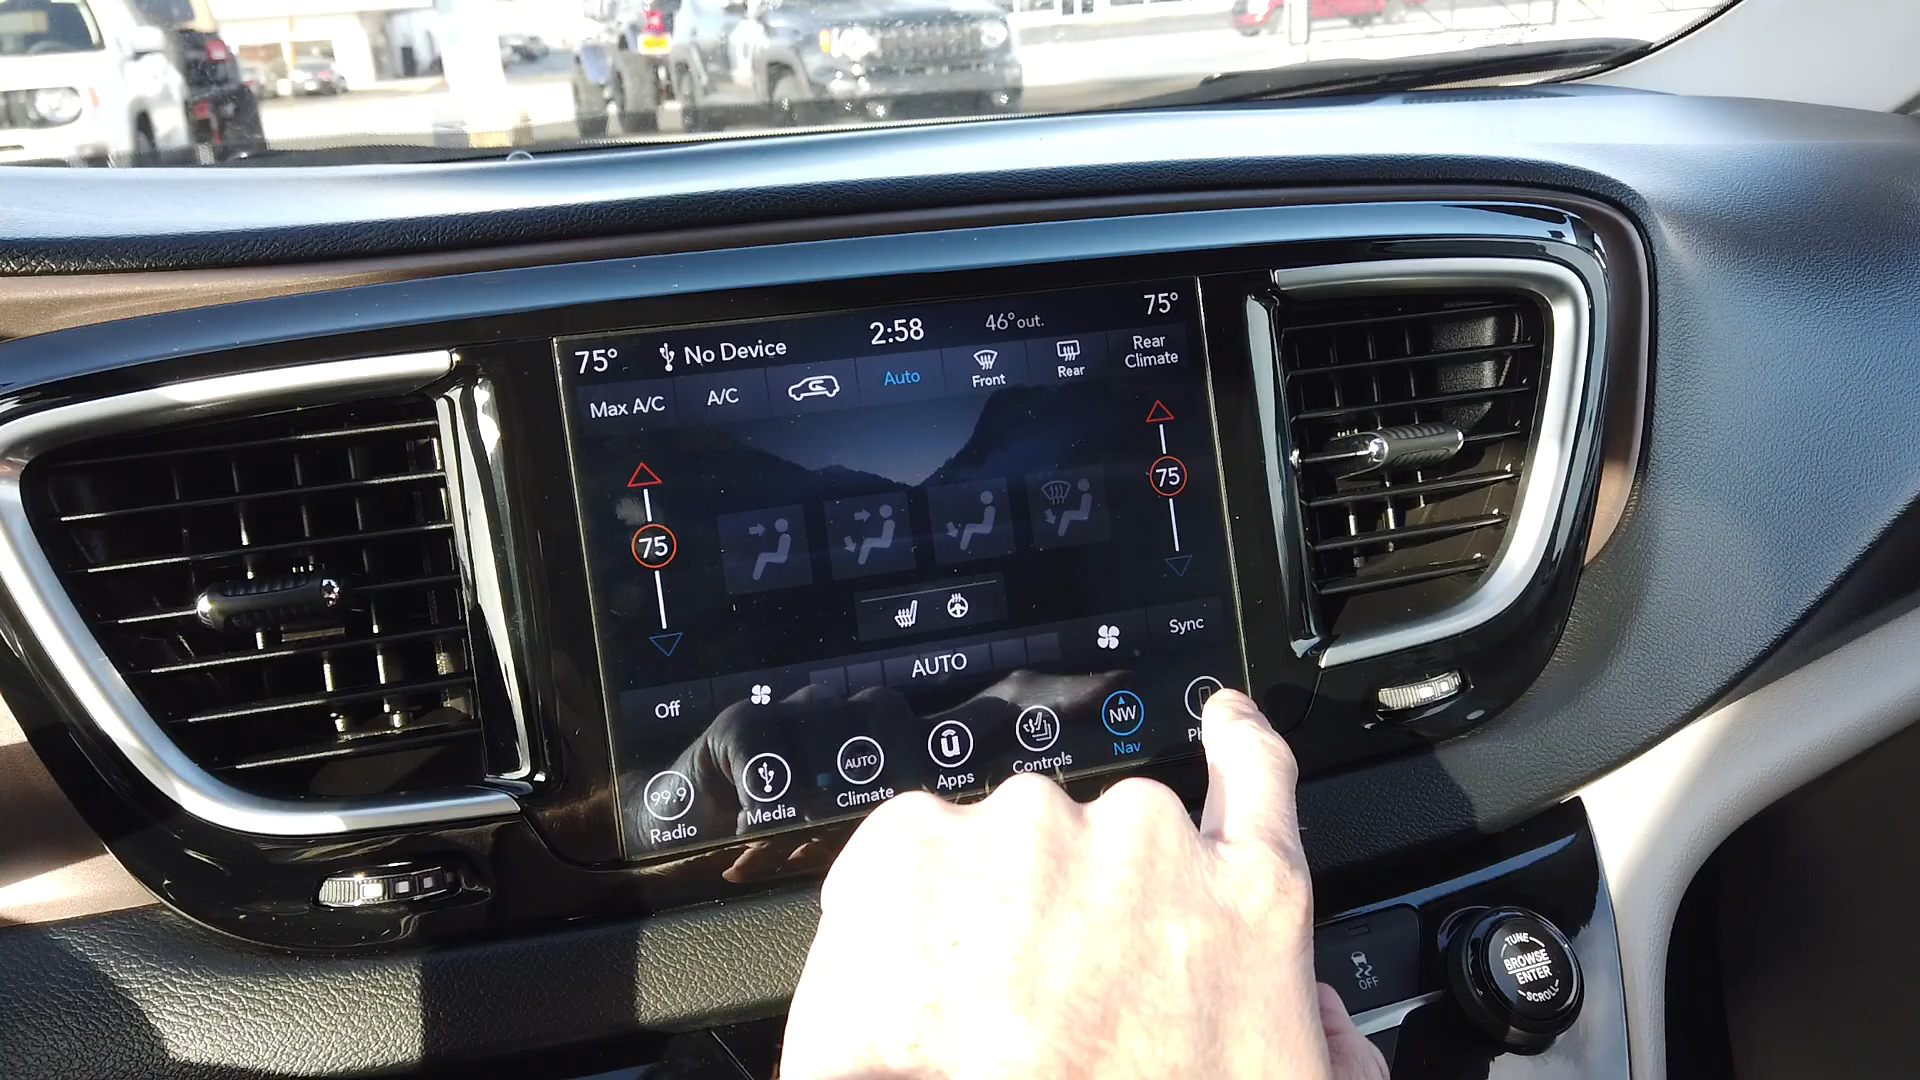 75° No Device 2:58 46° out. 75°
Max A/C A/C Auto Front Rear Rear Climate
75 75
AUTO Sync
Off
99.9 AUTO NW
Radio Media Climate Apps Controls Nav
OFF
TUNE
BROWSE
ENTER
SCROLL